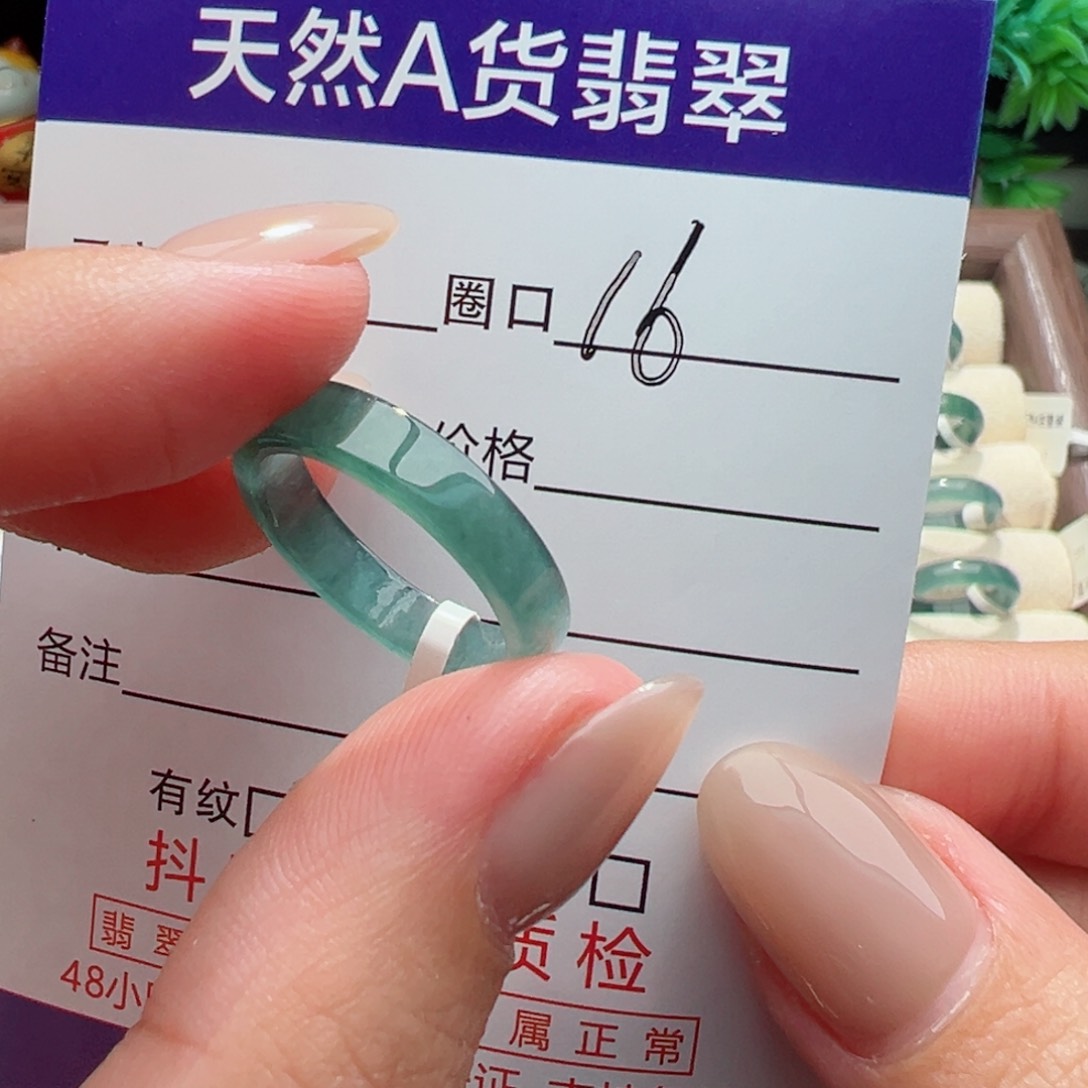 天然A货翡翠
圈口 16
价格
备注
有纹
抖 质检
翡翠 属正常
48小
证